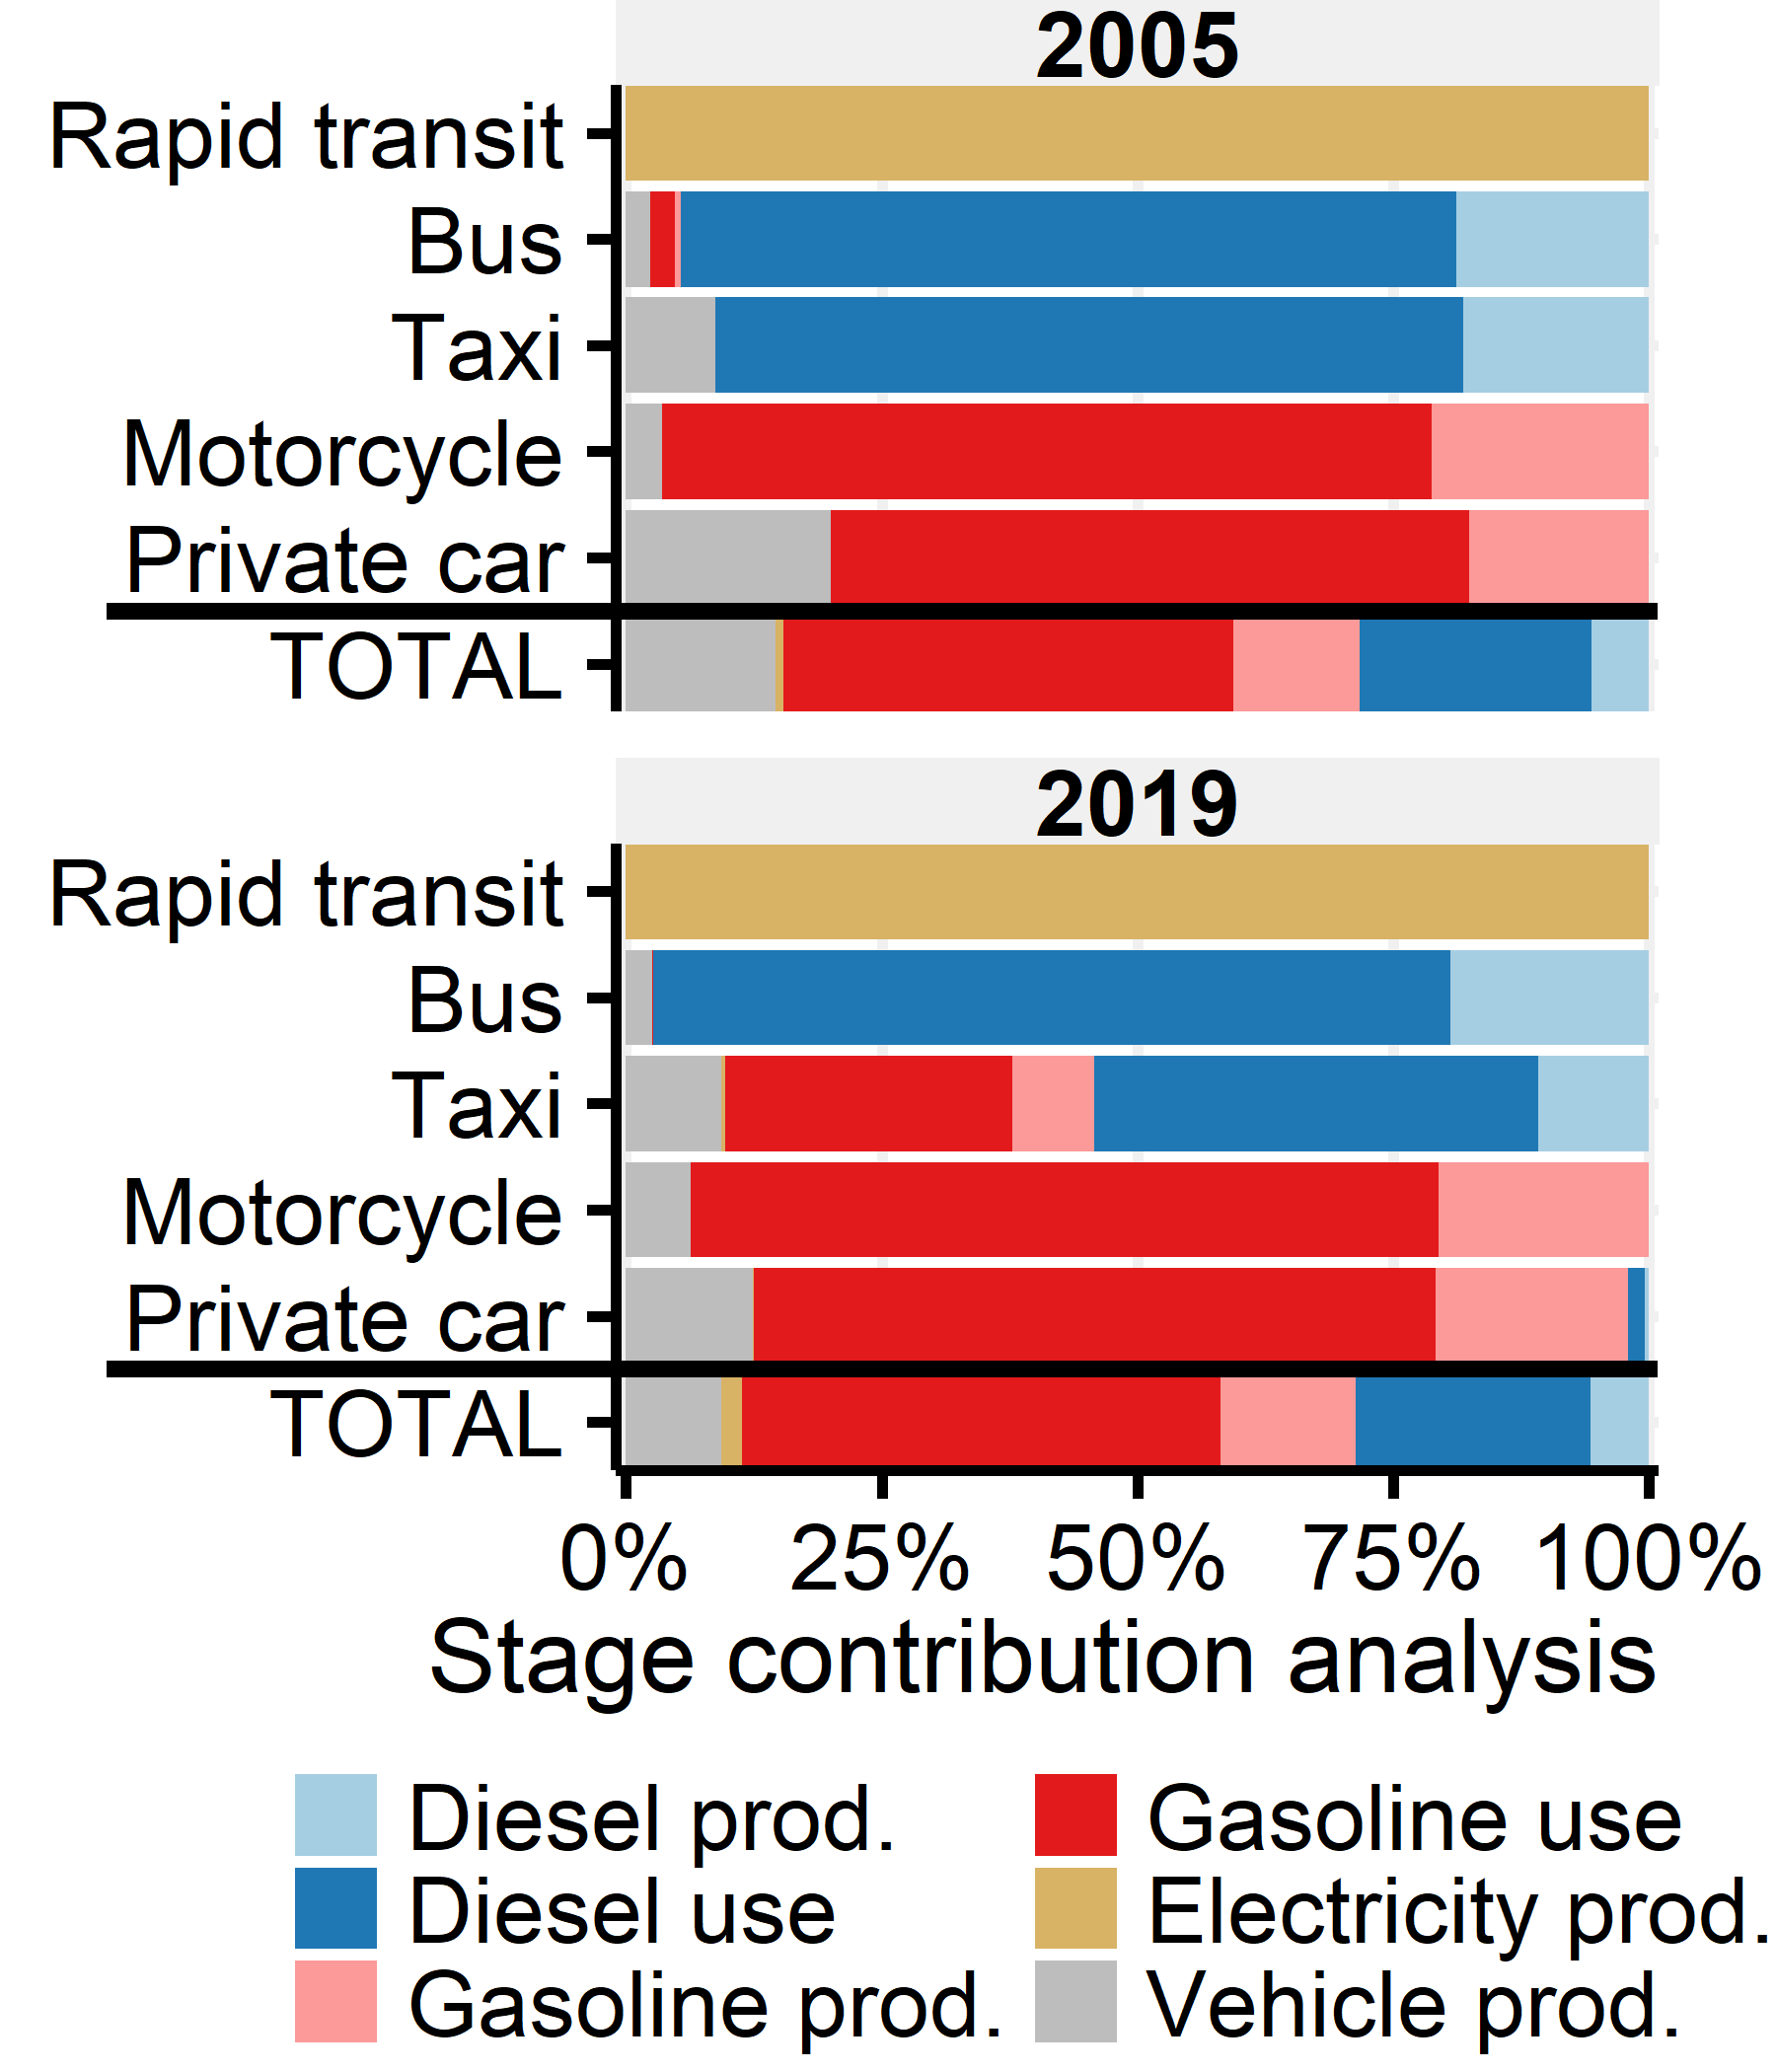 2005
Rapid transit
Bus
Taxi
Motorcycle
Private car
TOTAL
2019
Rapid transit
Bus
Taxi
Motorcycle
Private car
TOTAL
0% 25% 50% 75% 100%
Stage contribution analysis
Diesel prod. Gasoline use
Diesel use Electricity prod.
Gasoline prod. Vehicle prod.